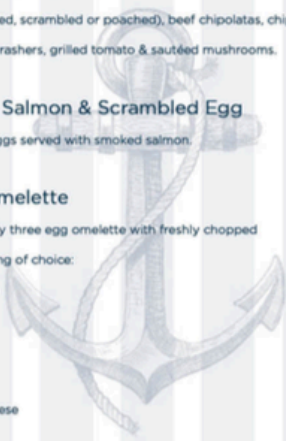 ed, scrambled or poached), beef chipolatas, chi
rashers, grilled tomato & sautéed mushrooms.
Salmon & Scrambled Egg
ggs served with smoked salmon.
melette
y three egg omelette with freshly chopped
ng of choice:
ese